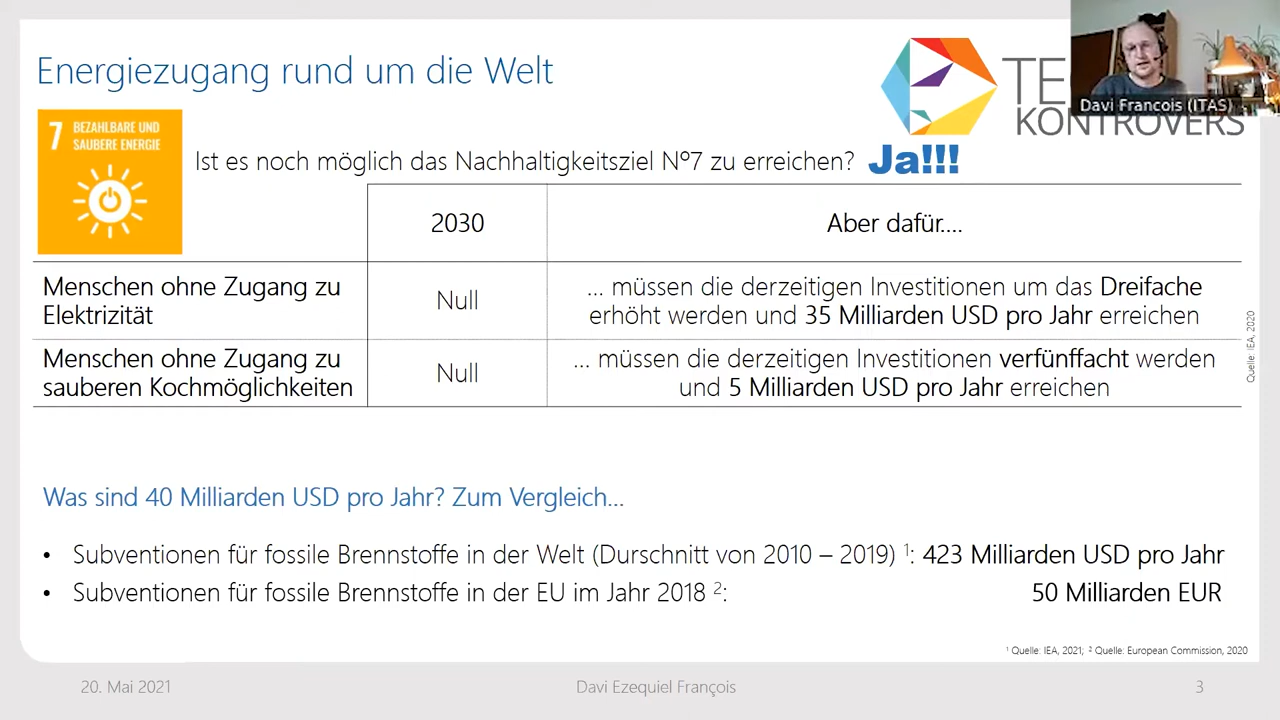 Energiezugang rund um die Welt
TE
KONTROVERS
Davi Francois (ITAS)
7 BEZAHLBARE UND
SAUBERE ENERGIE
Ist es noch möglich das Nachhaltigkeitsziel Nº7 zu erreichen? Ja!!!
2030
Aber dafür....
Menschen ohne Zugang zu
Elektrizität
Null
... müssen die derzeitigen Investitionen um das Dreifache
erhöht werden und 35 Milliarden USD pro Jahr erreichen
Menschen ohne Zugang zu
sauberen Kochmöglichkeiten
Null
... müssen die derzeitigen Investitionen verfünffacht werden
und 5 Milliarden USD pro Jahr erreichen
Quelle: IEA, 2020
Was sind 40 Milliarden USD pro Jahr? Zum Vergleich...
• Subventionen für fossile Brennstoffe in der Welt (Durschnitt von 2010 – 2019) ¹: 423 Milliarden USD pro Jahr
• Subventionen für fossile Brennstoffe in der EU im Jahr 2018 ²: 50 Milliarden EUR
¹ Quelle: IEA, 2021; ² Quelle: European Commission, 2020
20. Mai 2021
Davi Ezequiel François
3